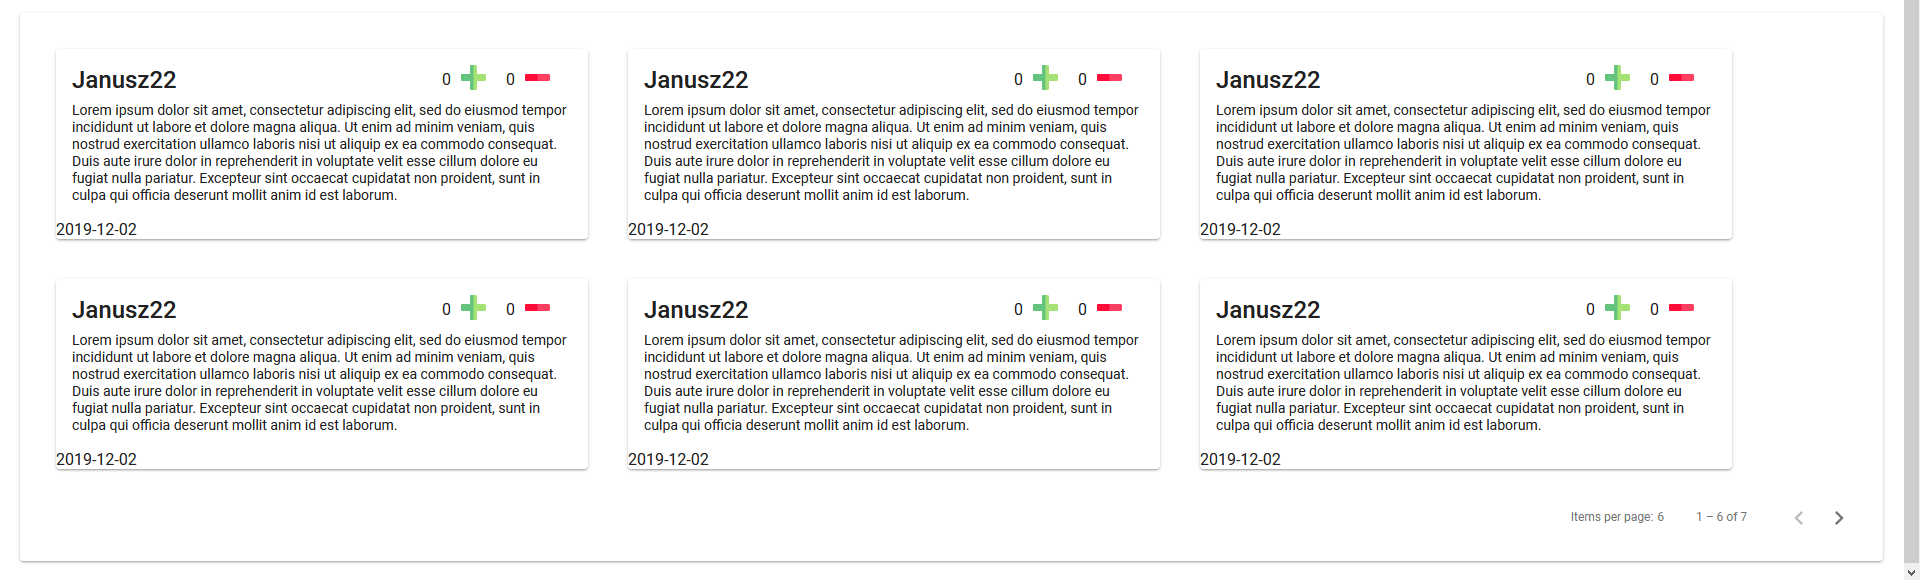 Janusz22 0 0
Lorem ipsum dolor sit amet, consectetur adipiscing elit, sed do eiusmod tempor
incididunt ut labore et dolore magna aliqua. Ut enim ad minim veniam, quis
nostrud exercitation ullamco laboris nisi ut aliquip ex ea commodo consequat.
Duis aute irure dolor in reprehenderit in voluptate velit esse cillum dolore eu
fugiat nulla pariatur. Excepteur sint occaecat cupidatat non proident, sunt in
culpa qui officia deserunt mollit anim id est laborum.
2019-12-02
Janusz22 0 0
Lorem ipsum dolor sit amet, consectetur adipiscing elit, sed do eiusmod tempor
incididunt ut labore et dolore magna aliqua. Ut enim ad minim veniam, quis
nostrud exercitation ullamco laboris nisi ut aliquip ex ea commodo consequat.
Duis aute irure dolor in reprehenderit in voluptate velit esse cillum dolore eu
fugiat nulla pariatur. Excepteur sint occaecat cupidatat non proident, sunt in
culpa qui officia deserunt mollit anim id est laborum.
2019-12-02
Janusz22 0 0
Lorem ipsum dolor sit amet, consectetur adipiscing elit, sed do eiusmod tempor
incididunt ut labore et dolore magna aliqua. Ut enim ad minim veniam, quis
nostrud exercitation ullamco laboris nisi ut aliquip ex ea commodo consequat.
Duis aute irure dolor in reprehenderit in voluptate velit esse cillum dolore eu
fugiat nulla pariatur. Excepteur sint occaecat cupidatat non proident, sunt in
culpa qui officia deserunt mollit anim id est laborum.
2019-12-02
Janusz22 0 0
Lorem ipsum dolor sit amet, consectetur adipiscing elit, sed do eiusmod tempor
incididunt ut labore et dolore magna aliqua. Ut enim ad minim veniam, quis
nostrud exercitation ullamco laboris nisi ut aliquip ex ea commodo consequat.
Duis aute irure dolor in reprehenderit in voluptate velit esse cillum dolore eu
fugiat nulla pariatur. Excepteur sint occaecat cupidatat non proident, sunt in
culpa qui officia deserunt mollit anim id est laborum.
2019-12-02
Janusz22 0 0
Lorem ipsum dolor sit amet, consectetur adipiscing elit, sed do eiusmod tempor
incididunt ut labore et dolore magna aliqua. Ut enim ad minim veniam, quis
nostrud exercitation ullamco laboris nisi ut aliquip ex ea commodo consequat.
Duis aute irure dolor in reprehenderit in voluptate velit esse cillum dolore eu
fugiat nulla pariatur. Excepteur sint occaecat cupidatat non proident, sunt in
culpa qui officia deserunt mollit anim id est laborum.
2019-12-02
Janusz22 0 0
Lorem ipsum dolor sit amet, consectetur adipiscing elit, sed do eiusmod tempor
incididunt ut labore et dolore magna aliqua. Ut enim ad minim veniam, quis
nostrud exercitation ullamco laboris nisi ut aliquip ex ea commodo consequat.
Duis aute irure dolor in reprehenderit in voluptate velit esse cillum dolore eu
fugiat nulla pariatur. Excepteur sint occaecat cupidatat non proident, sunt in
culpa qui officia deserunt mollit anim id est laborum.
2019-12-02
Items per page: 6 1 – 6 of 7